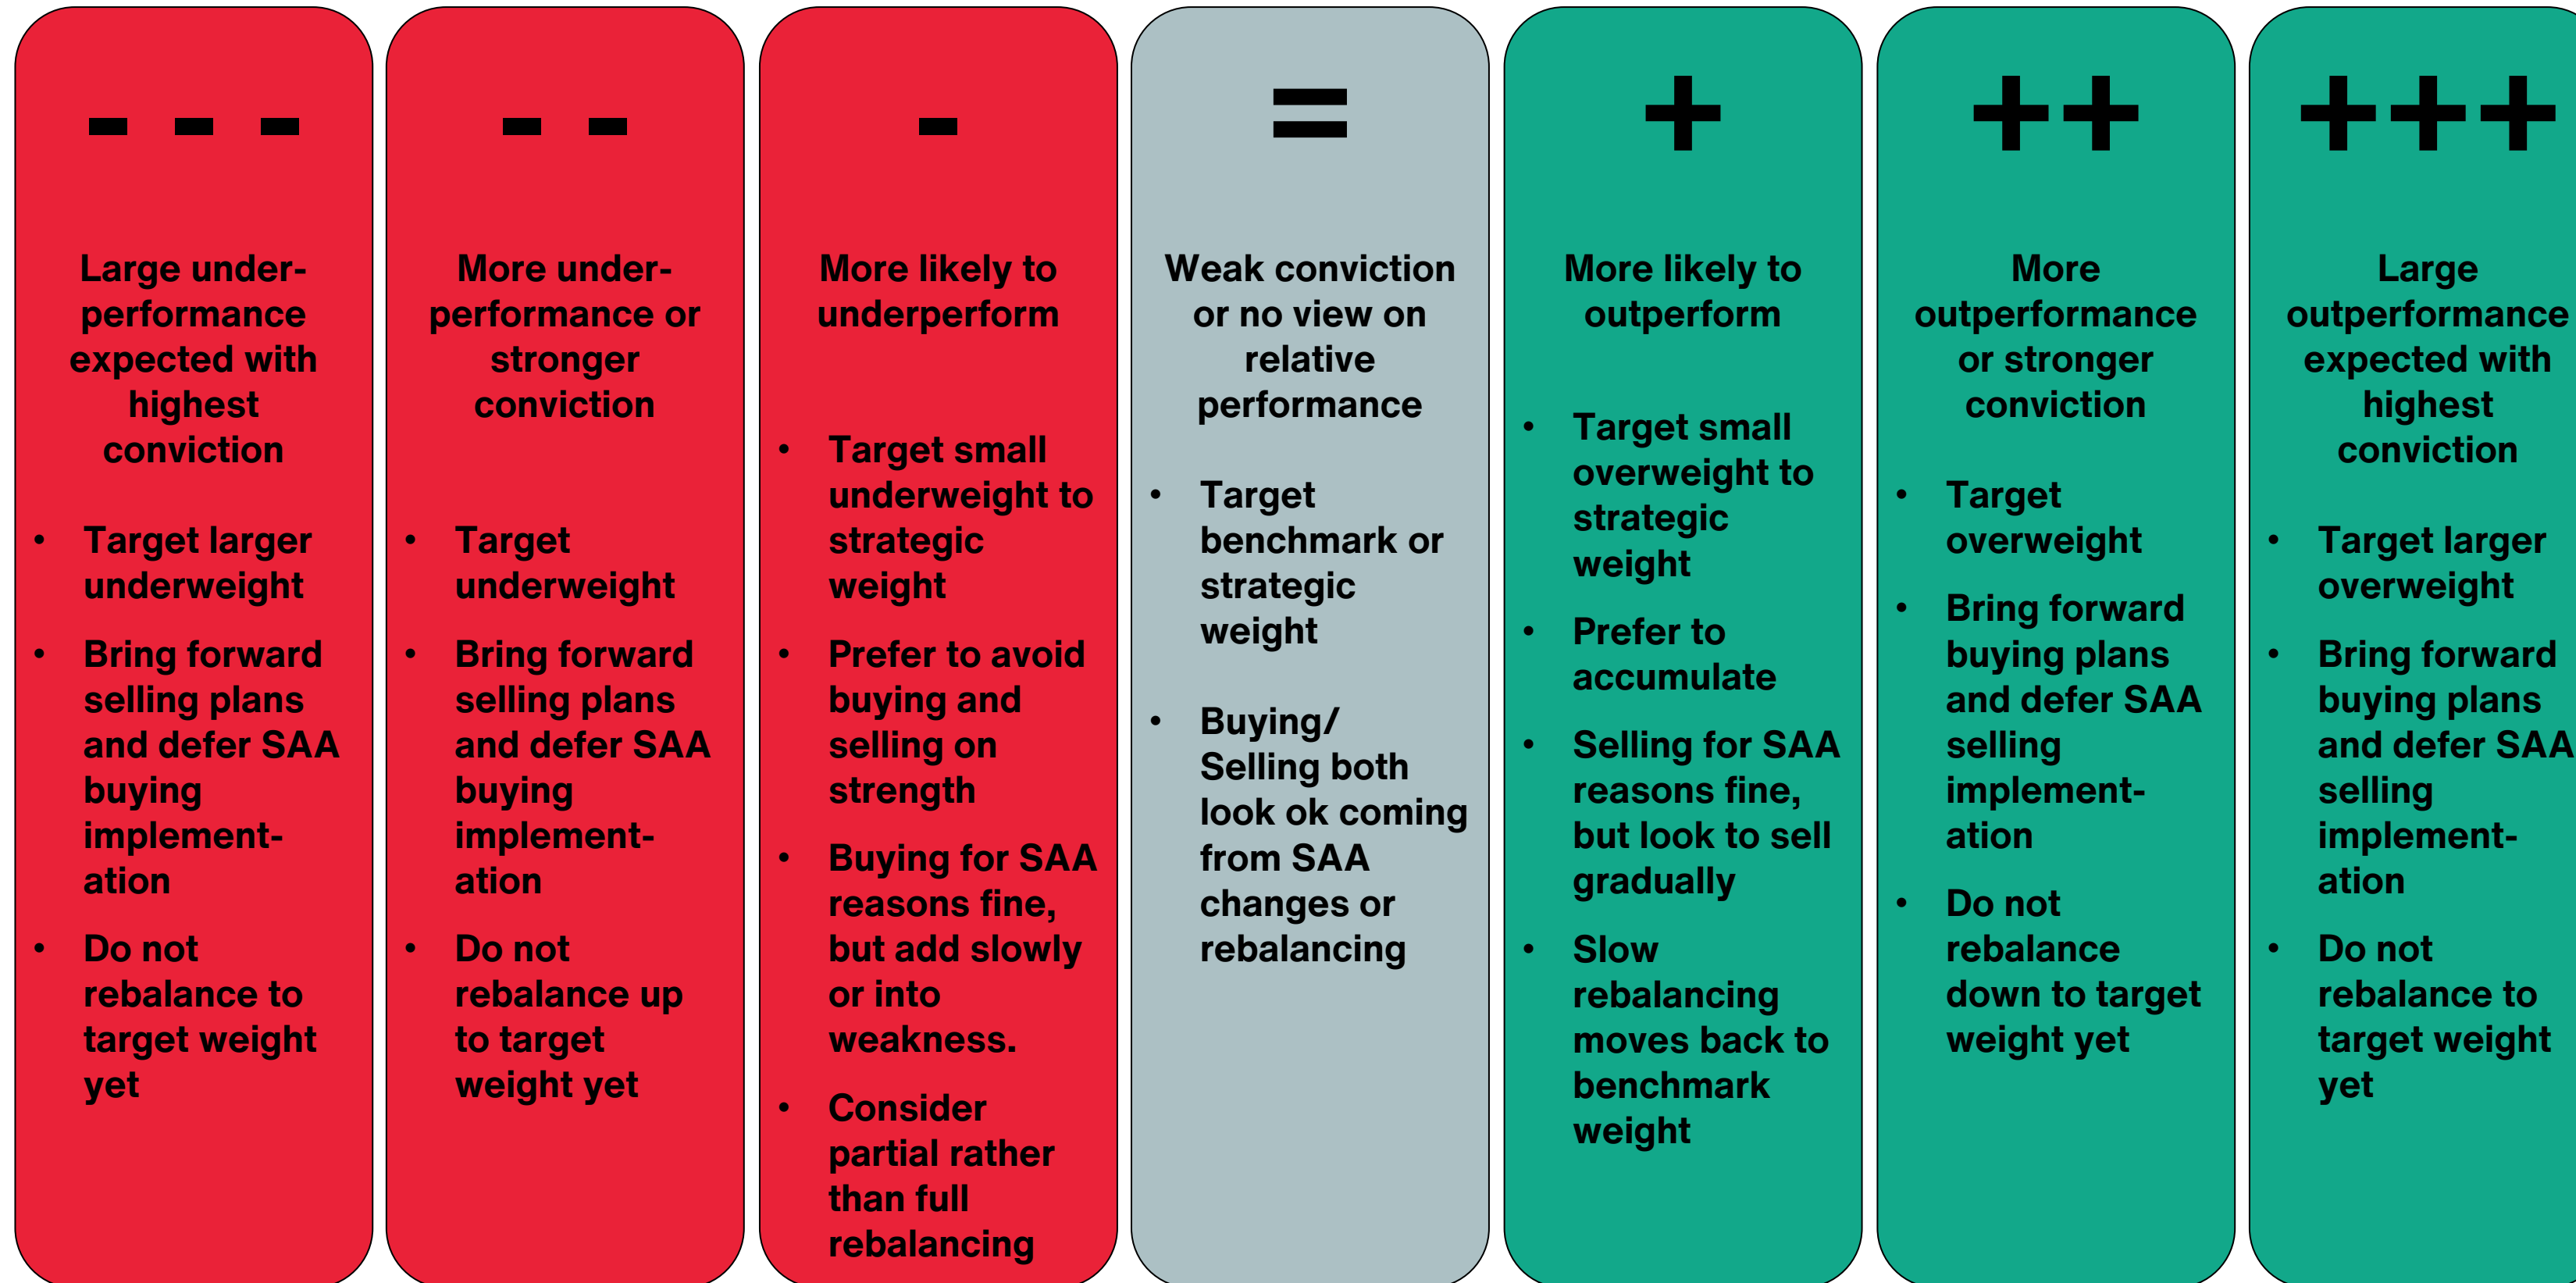 - - -
Large under-
performance
expected with
highest
conviction
• Target larger
underweight
• Bring forward
selling plans
and defer SAA
buying
implement-
ation
• Do not
rebalance to
target weight
yet
- -
More under-
performance or
stronger
conviction
• Target
underweight
• Bring forward
selling plans
and defer SAA
buying
implement-
ation
• Do not
rebalance up
to target
weight yet
-
More likely to
underperform
• Target small
underweight to
strategic
weight
• Prefer to avoid
buying and
selling on
strength
• Buying for SAA
reasons fine,
but add slowly
or into
weakness.
• Consider
partial rather
than full
rebalancing
=
Weak conviction
or no view on
relative
performance
• Target
benchmark or
strategic
weight
• Buying/
Selling both
look ok coming
from SAA
changes or
rebalancing
+
More likely to
outperform
• Target small
overweight to
strategic
weight
• Prefer to
accumulate
• Selling for SAA
reasons fine,
but look to sell
gradually
• Slow
rebalancing
moves back to
benchmark
weight
++
More
outperformance
or stronger
conviction
• Target
overweight
• Bring forward
buying plans
and defer SAA
selling
implement-
ation
• Do not
rebalance
down to target
weight yet
+++
Large
outperformance
expected with
highest
conviction
• Target larger
overweight
• Bring forward
buying plans
and defer SAA
selling
implement-
ation
• Do not
rebalance to
target weight
yet